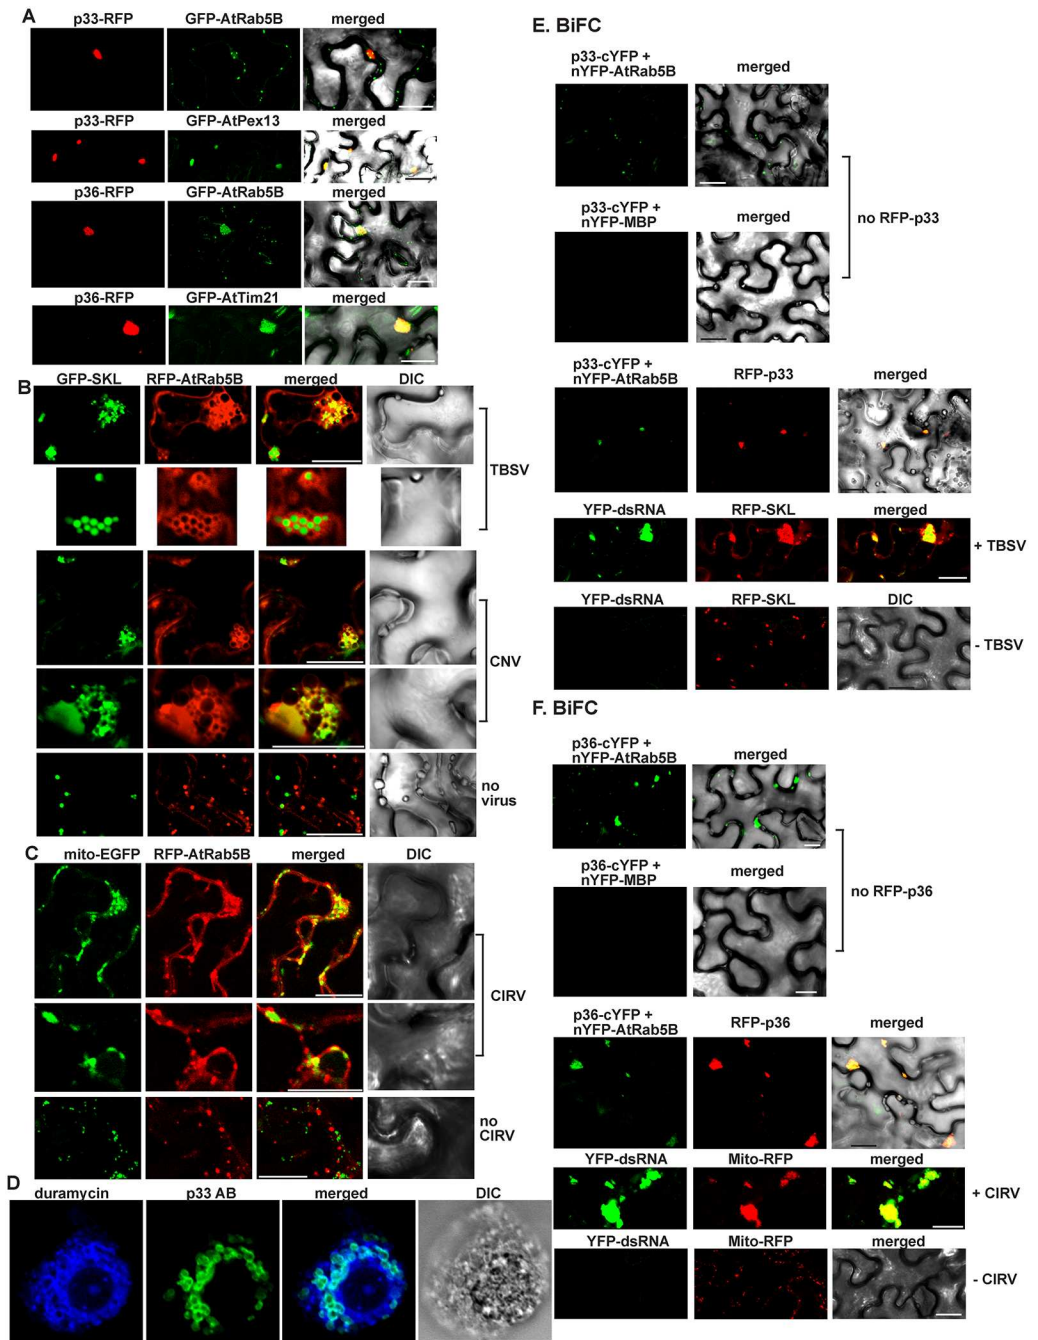 A
p33-RFP GFP-AtRab5B merged
p33-RFP GFP-AtPex13 merged
p36-RFP GFP-AtRab5B merged
p36-RFP GFP-AtTim21 merged
B
GFP-SKL RFP-AtRab5B merged DIC
TBSV
CNV
no
virus
C
mito-EGFP RFP-AtRab5B merged DIC
CIRV
no
CIRV
D
duramycin p33 AB merged DIC
E. BiFC
p33-cYFP +
nYFP-AtRab5B merged
p33-cYFP +
nYFP-MBP merged
no RFP-p33
p33-cYFP +
nYFP-AtRab5B RFP-p33 merged
YFP-dsRNA RFP-SKL merged
+ TBSV
YFP-dsRNA RFP-SKL DIC
- TBSV
F. BiFC
p36-cYFP +
nYFP-AtRab5B merged
p36-cYFP +
nYFP-MBP merged
no RFP-p36
p36-cYFP +
nYFP-AtRab5B RFP-p36 merged
YFP-dsRNA Mito-RFP merged
+ CIRV
YFP-dsRNA Mito-RFP merged
- CIRV